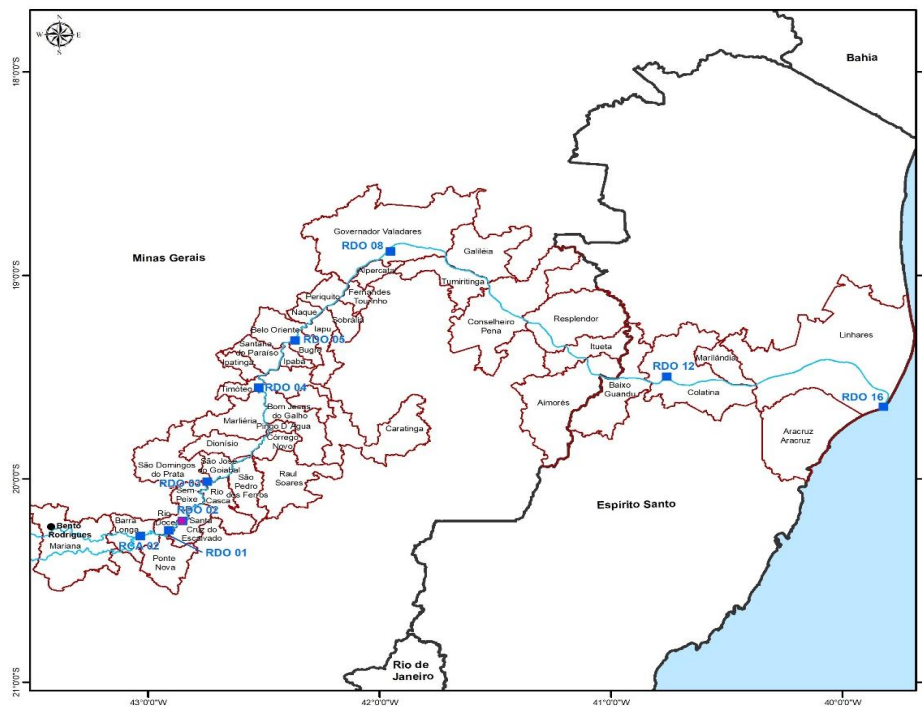 N
W E
S
18°0'0"S
19°0'0"S
20°0'0"S
21°0'0"S
Bahia
Minas Gerais
Governador Valadares
RDO 08
Galiléia
Alpercata
Tumiritinga
Periquito
Fernandes
Tourinho
Naque
Sobrália
Belo Oriente
Iapu
RDO 05
Santana
do Paraíso
Bugre
Ipatinga
Ipaba
Conselheiro
Pena
Resplendor
Itueta
Linhares
Marilândia
RDO 12
Colatina
Baixo
Guandu
Aimorés
RDO 16
Timóteo
RDO 04
Marliéria
Bom Jesus
do Galho
Pingo D'Água
Córrego
Novo
Caratinga
Aracruz
Aracruz
Dionísio
São Domingos
do Prata
São José
do Goiabal
RDO 03
São
Pedro
dos Ferros
Raul
Soares
Sem
Peixe
Rio
Casca
RDO 02
Espirito Santo
Bento
Rodrigues
Mariana
Barra
Longa
Rio
Doce
Santa
Cruz do
Escalvado
RCA 02
RDO 01
Ponte
Nova
Rio de
Janeiro
43°0'0"W
42°0'0"W
41°0'0"W
40°0'0"W